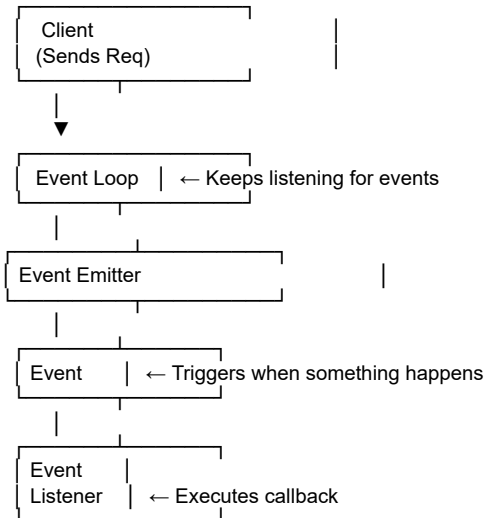 Client
(Sends Req)
Event Loop ← Keeps listening for events
Event Emitter
Event ← Triggers when something happens
Event
Listener ← Executes callback